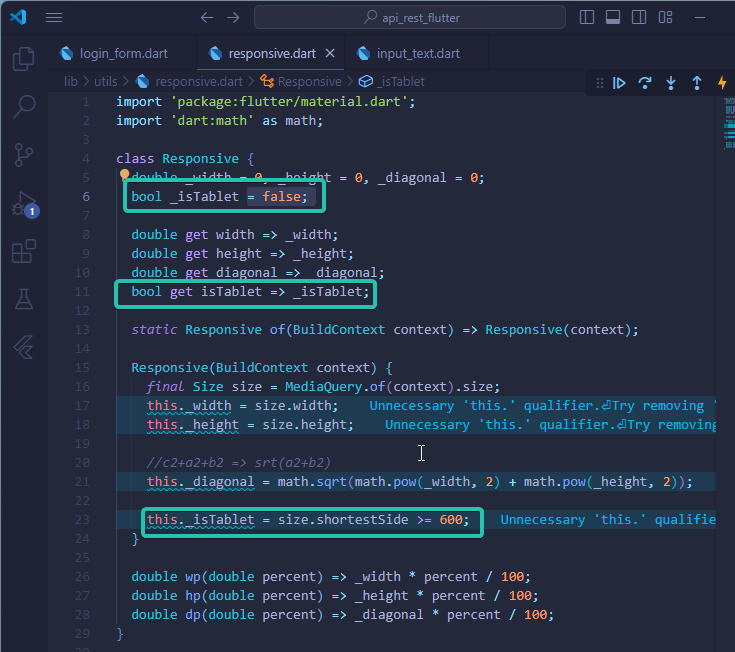 api_rest_flutter
login_form.dart responsive.dart input_text.dart
lib > utils > responsive.dart > Responsive > _isTablet
1 import 'package:flutter/material.dart';
2 import 'dart:math' as math;
3
4 class Responsive {
5 double _width = 0, _height = 0, _diagonal = 0;
6 bool _isTablet = false;
7
8 double get width => _width;
9 double get height => _height;
10 double get diagonal => _diagonal;
11 bool get isTablet => _isTablet;
12
13 static Responsive of(BuildContext context) => Responsive(context);
14
15 Responsive(BuildContext context) {
16 final Size size = MediaQuery.of(context).size;
17 this._width = size.width; Unnecessary 'this.' qualifier.⏎Try removing '
18 this._height = size.height; Unnecessary 'this.' qualifier.⏎Try removing
19
20 //c2+a2+b2 => srt(a2+b2)
21 this._diagonal = math.sqrt(math.pow(_width, 2) + math.pow(_height, 2));
22
23 this._isTablet = size.shortestSide >= 600; Unnecessary 'this.' qualifie
24 }
25
26 double wp(double percent) => _width * percent / 100;
27 double hp(double percent) => _height * percent / 100;
28 double dp(double percent) => _diagonal * percent / 100;
29 }
1